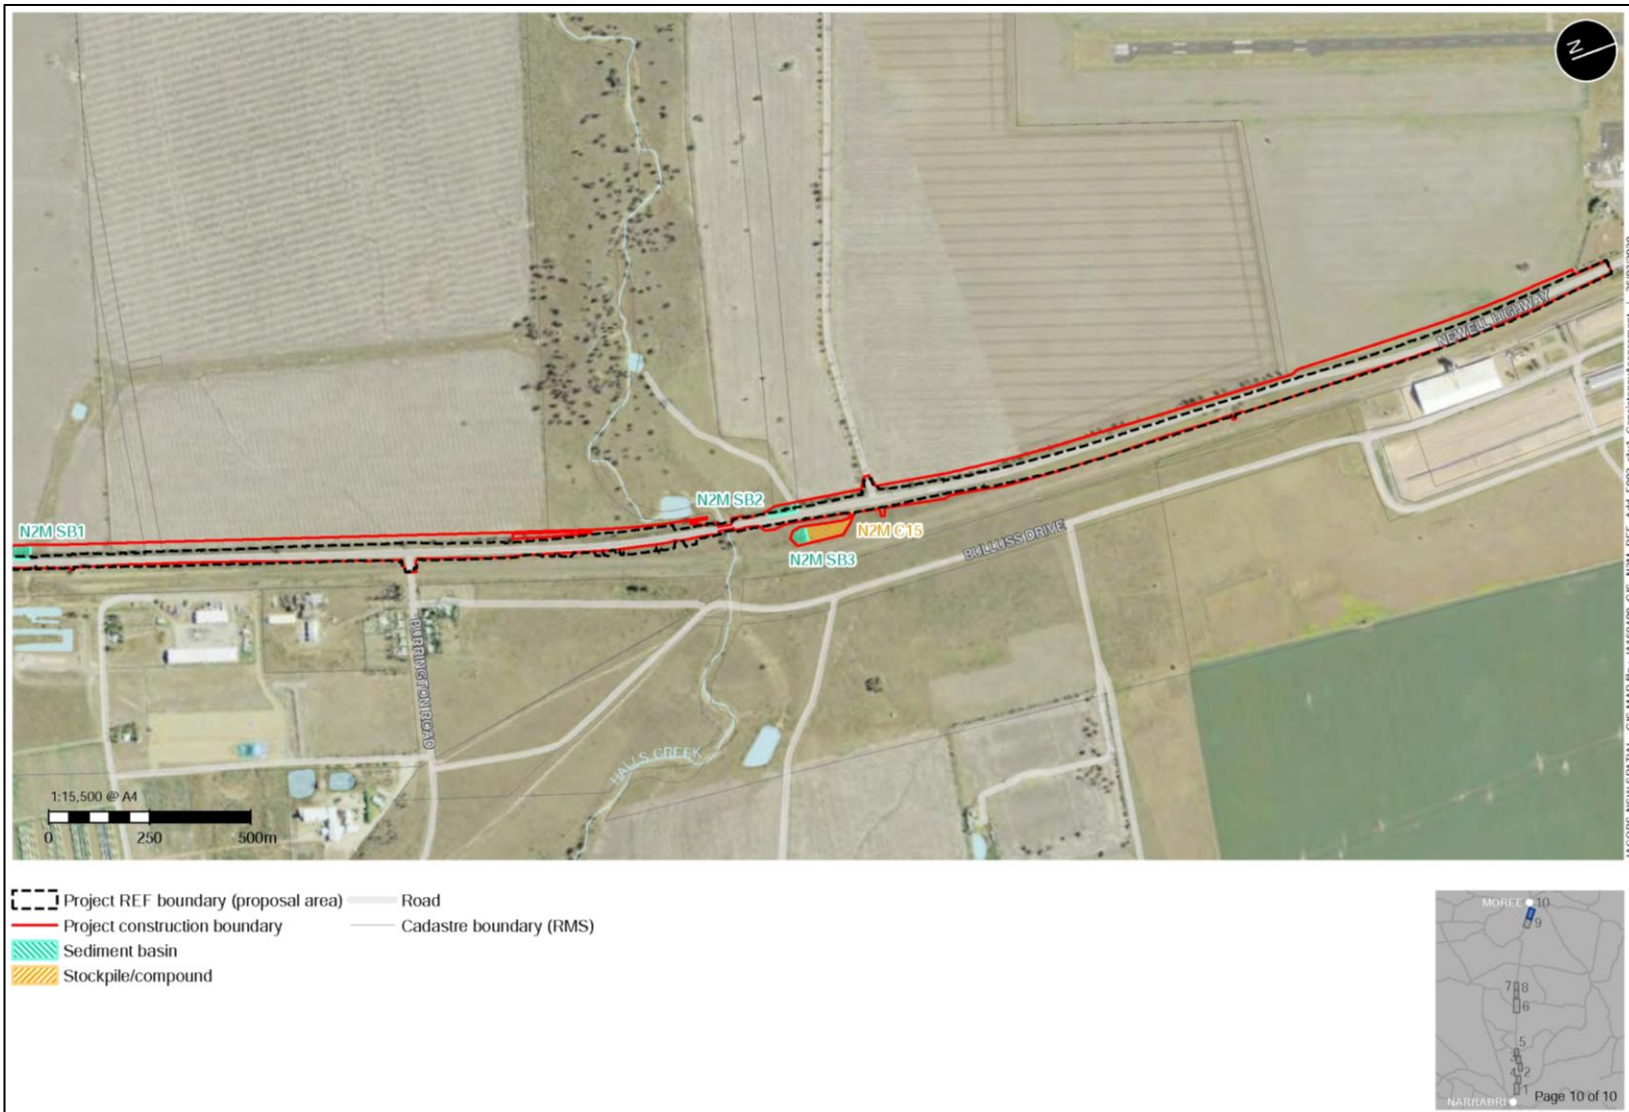 N
NEWELL HIGHWAY
N2M SB2
N2M SB1
N2M C15
N2M SB3
BULLUSS DRIVE
BURRINGTON ROAD
HALLS CREEK
1:15,500 @ A4
0 250 500m
Project REF boundary (proposal area)
Road
Project construction boundary
Cadastre boundary (RMS)
Sediment basin
Stockpile/compound
MOREE 10
9
7 8
6
5
2
1
NARRABRI
Page 10 of 10